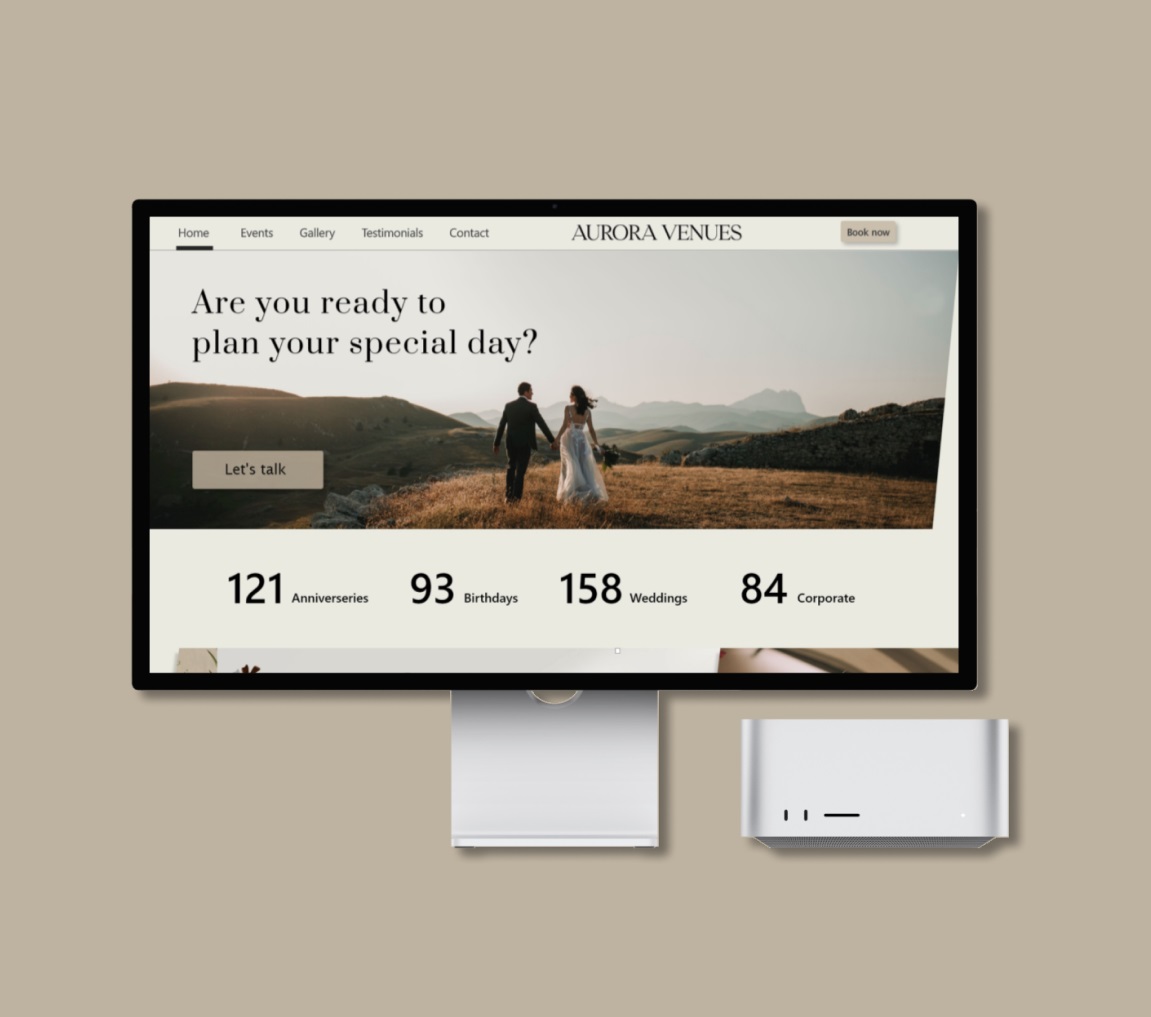 Home Events Gallery Testimonials Contact AURORA VENUES Book now
Are you ready to
plan your special day?
Let's talk
121 Anniverseries 93 Birthdays 158 Weddings 84 Corporate